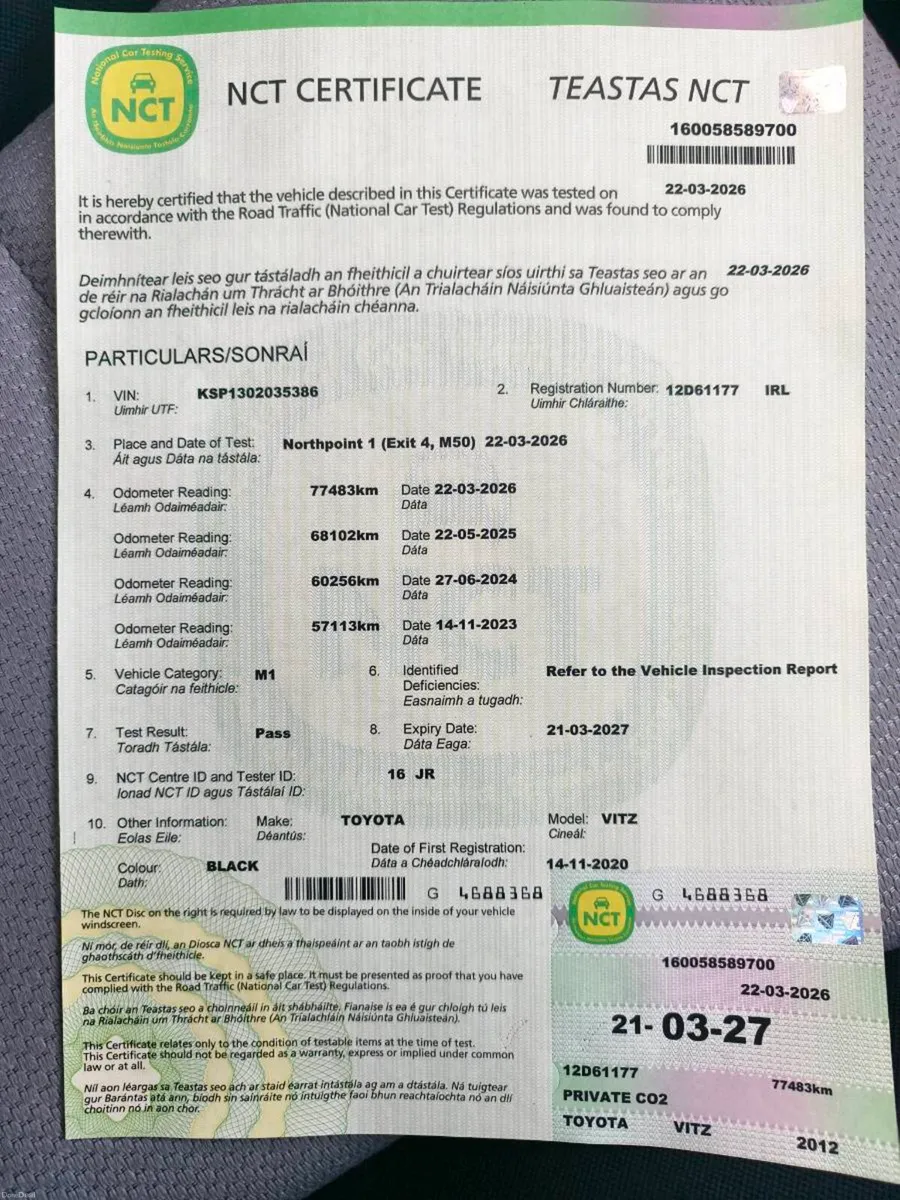 National Car Testing Service
NCT
NCT CERTIFICATE TEASTAS NCT
160058589700
It is hereby certified that the vehicle described in this Certificate was tested on 22-03-2026
in accordance with the Road Traffic (National Car Test) Regulations and was found to comply
therewith.
Deimhnítear leis seo gur tástáladh an fheithicil a chuirtear síos uirthi sa Teastas seo ar an 22-03-2026
de réir na Rialachán um Thrácht ar Bhóithre (An Trialacháin Náisiúnta Ghluaisteán) agus go
gcloíonn an fheithicil leis na rialacháin chéanna.
PARTICULARS/SONRAÍ
1. VIN: KSP1302035386 2. Registration Number: 12D61177 IRL
Uimhir UTF: Uimhir Chláraithe:
3. Place and Date of Test: Northpoint 1 (Exit 4, M50) 22-03-2026
Áit agus Dáta na tástála:
4. Odometer Reading: 77483km Date 22-03-2026
Léamh Odaiméadair: Dáta
Odometer Reading: 68102km Date 22-05-2025
Léamh Odaiméadair: Dáta
Odometer Reading: 60256km Date 27-06-2024
Léamh Odaiméadair: Dáta
Odometer Reading: 57113km Date 14-11-2023
Léamh Odaiméadair: Dáta
5. Vehicle Category: M1 6. Identified Refer to the Vehicle Inspection Report
Catagóir na feithicle: Deficiencies:
Easnaimh a tugadh:
7. Test Result: Pass 8. Expiry Date: 21-03-2027
Toradh Tástála: Dáta Eaga:
9. NCT Centre ID and Tester ID: 16 JR
Ionad NCT ID agus Tástálaí ID:
10. Other Information: Make: TOYOTA Model: VITZ
Eolas Eile: Déantús: Cineál:
Date of First Registration:
Colour: BLACK Dáta a Chéadchláraíodh: 14-11-2020
Dath:
G 4688368 G 4688368
The NCT Disc on the right is required by law to be displayed on the inside of your vehicle
windscreen.
Ní mór, de réir dlí, an Diosca NCT ar dheis a thaispeáint ar an taobh istigh de
ghaothscáth d'fheithicle.
This Certificate should be kept in a safe place. It must be presented as proof that you have
complied with the Road Traffic (National Car Test) Regulations.
Ba chóir an Teastas seo a choinneáil in áit shábháilte. Fianaise is ea é gur chloígh tú leis
na Rialacháin um Thrácht ar Bhóithre (An Trialacháin Náisiúnta Ghluaisteán).
This Certificate relates only to the condition of testable items at the time of test.
This Certificate should not be regarded as a warranty, express or implied under common
law or at all.
Níl aon léargas sa Teastas seo ach ar staid éarrat intástála ag am a dtástála. Ná tuigtear
gur Barántas atá ann, bíodh sin sainráite nó intuigthe faoi bhun reachtaíochta nó an dlí
choitinn nó in aon chor.
NCT
160058589700
22-03-2026
21-03-27
12D61177 77483km
PRIVATE CO2
TOYOTA VITZ 2012
DoneDeal